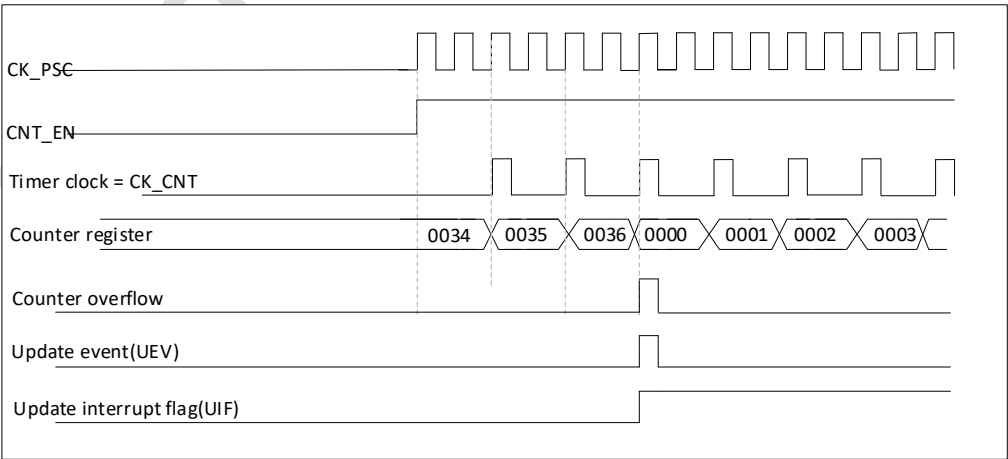 CK_PSC
CNT_EN
Timer clock = CK_CNT
Counter register 0034 0035 0036 0000 0001 0002 0003
Counter overflow
Update event(UEV)
Update interrupt flag(UIF)